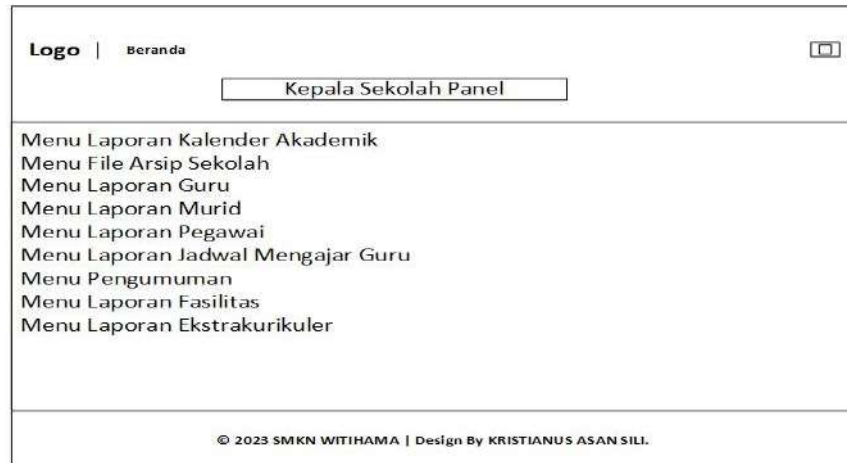 Logo | Beranda
Kepala Sekolah Panel
Menu Laporan Kalender Akademik
Menu File Arsip Sekolah
Menu Laporan Guru
Menu Laporan Murid
Menu Laporan Pegawai
Menu Laporan Jadwal Mengajar Guru
Menu Pengumuman
Menu Laporan Fasilitas
Menu Laporan Ekstrakurikuler
© 2023 SMKN WITIHAMA | Design By KRISTIANUS ASAN SILI.